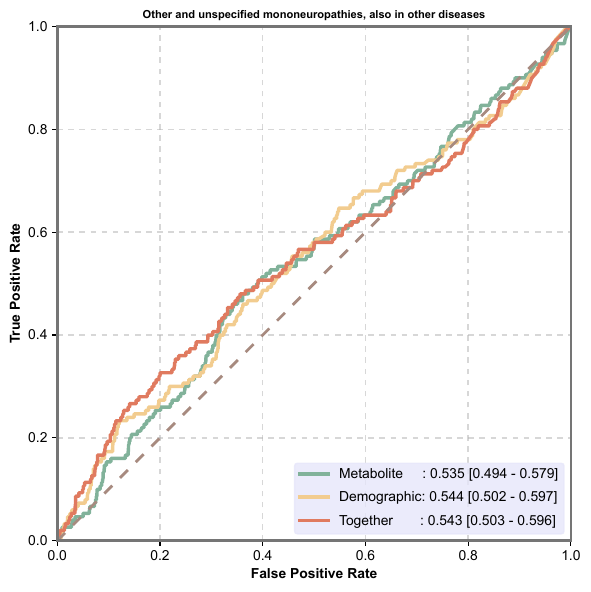 Other and unspecified mononeuropathies, also in other diseases
1.0
0.8
0.6
0.4
0.2
0.0
True Positive Rate
Metabolite : 0.535 [0.494 - 0.579]
Demographic: 0.544 [0.502 - 0.597]
Together : 0.543 [0.503 - 0.596]
0.0 0.2 0.4 0.6 0.8 1.0
False Positive Rate